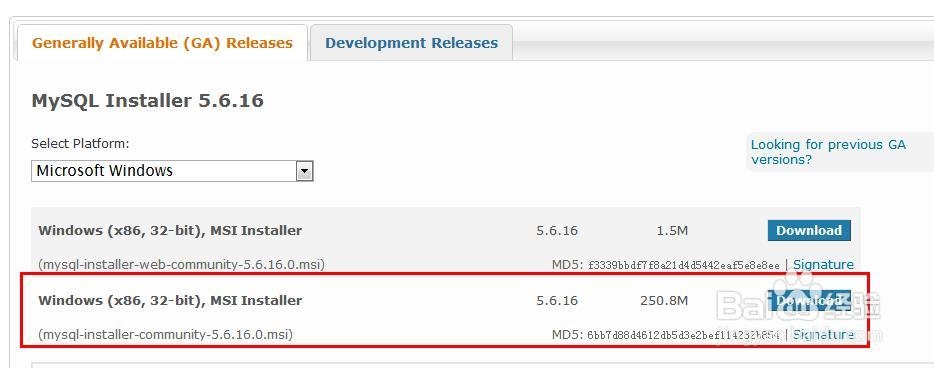 Generally Available (GA) Releases
Development Releases
MySQL Installer 5.6.16
Select Platform:
Looking for previous GA
versions?
Microsoft Windows
Windows (x86, 32-bit), MSI Installer 5.6.16 1.5M Download
(mysql-installer-web-community-5.6.16.0.msi) MD5: f3339bbdf7f8a21d4d5442eaf5e8e8ee | Signature
Windows (x86, 32-bit), MSI Installer 5.6.16 250.8M Download
(mysql-installer-community-5.6.16.0.msi) MD5: | Signature
Baidu 经验